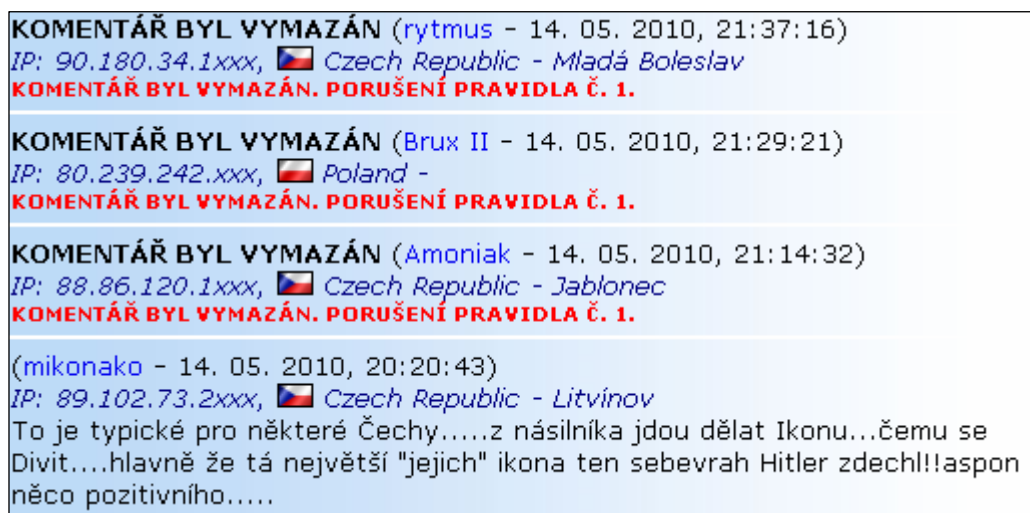 KOMENTÁŘ BYL VYMAZÁN (rytmus - 14. 05. 2010, 21:37:16)
IP: 90.180.34.1xxx, Czech Republic - Mladá Boleslav
KOMENTÁŘ BYL VYMAZÁN. PORUŠENÍ PRAVIDLA Č. 1.
KOMENTÁŘ BYL VYMAZÁN (Brux II - 14. 05. 2010, 21:29:21)
IP: 80.239.242.xxx, Poland -
KOMENTÁŘ BYL VYMAZÁN. PORUŠENÍ PRAVIDLA Č. 1.
KOMENTÁŘ BYL VYMAZÁN (Amoniak - 14. 05. 2010, 21:14:32)
IP: 88.86.120.1xxx, Czech Republic - Jablonec
KOMENTÁŘ BYL VYMAZÁN. PORUŠENÍ PRAVIDLA Č. 1.
(mikonako - 14. 05. 2010, 20:20:43)
IP: 89.102.73.2xxx, Czech Republic - Litvínov
To je typické pro některé Čechy.....z násilníka jdou dělat Ikonu...čemu se
Divit....hlavně že tá největší "jejich" ikona ten sebevrah Hitler zdechl!!aspon
něco pozitivního.....